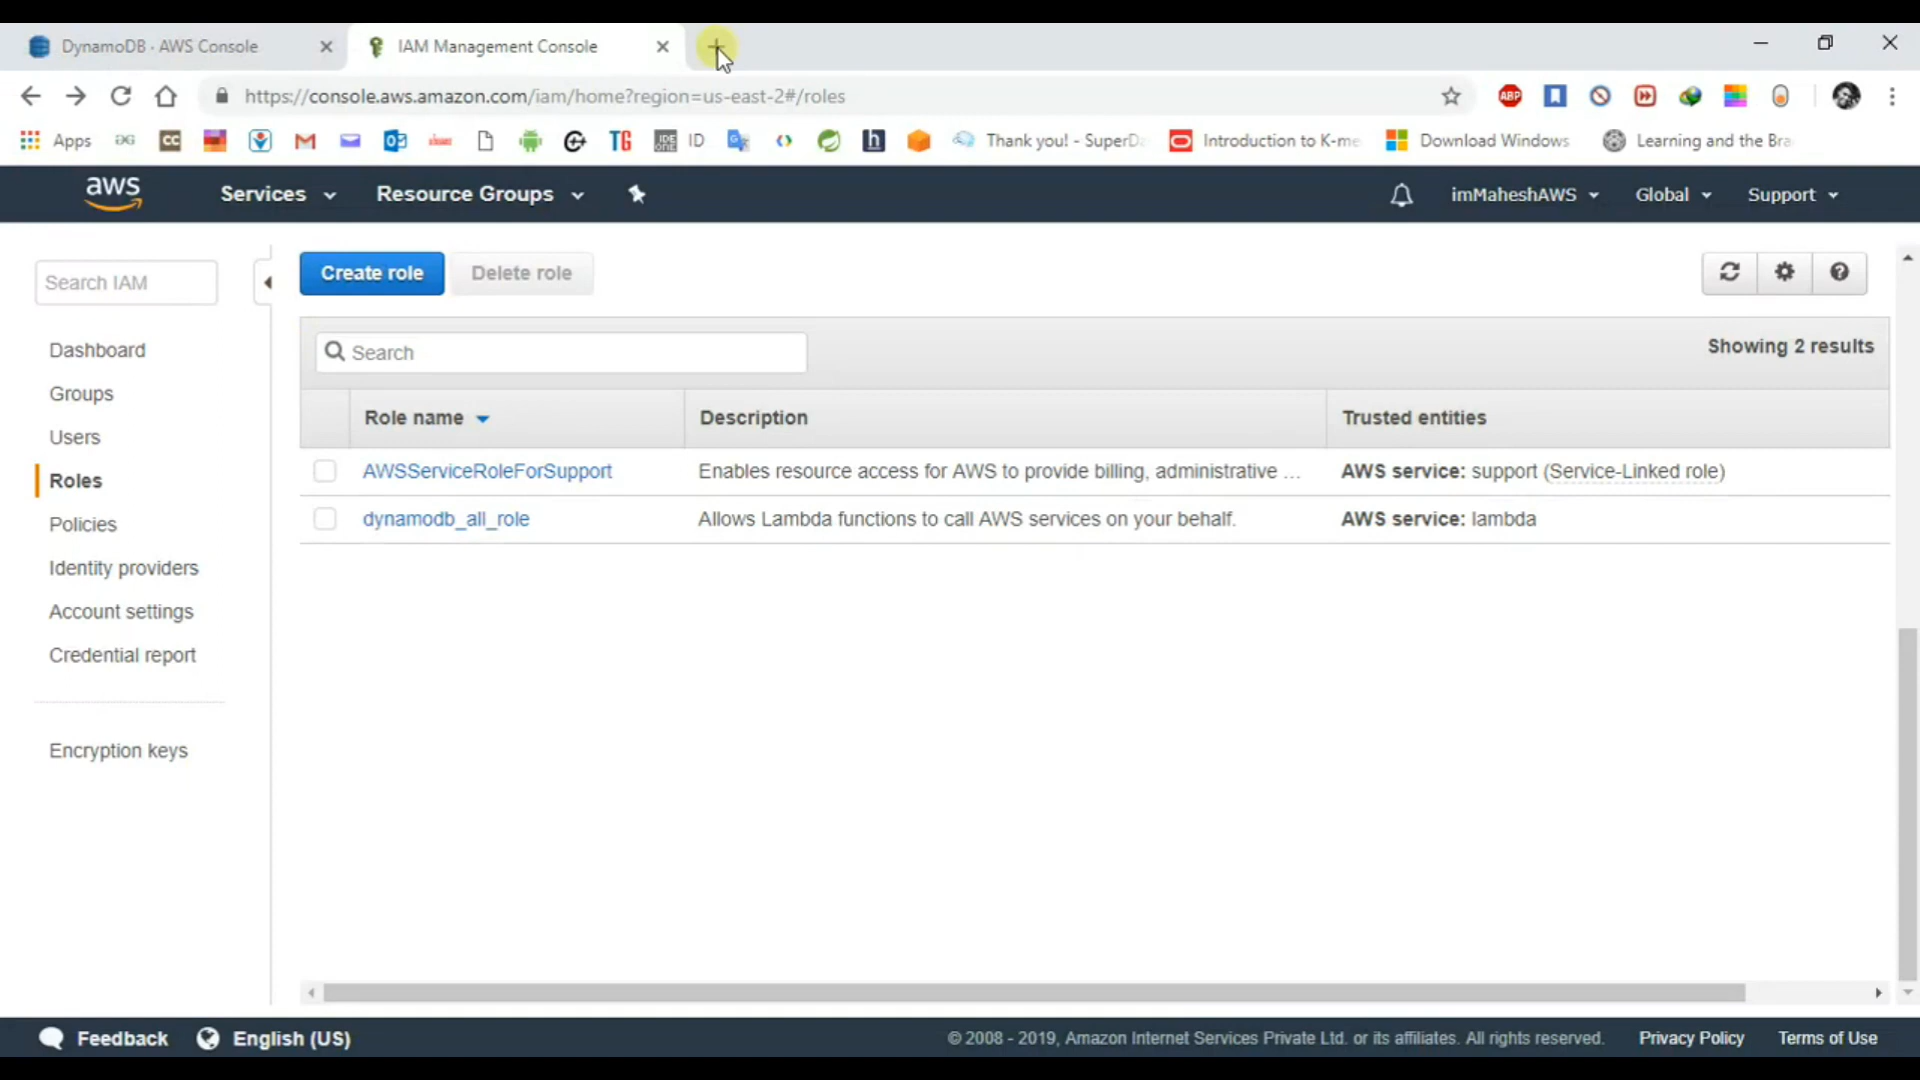 DynamoDB · AWS Console
IAM Management Console
https://console.aws.amazon.com/iam/home?region=us-east-2#/roles
ABP
Apps
CC
TG
IDE ONE
ID
h
Thank you! - SuperDa
Introduction to K-me
Download Windows
Learning and the Bra
aws
Services
Resource Groups
imMaheshAWS
Global
Support
Search IAM
Create role
Delete role
Dashboard
Groups
Users
Roles
Policies
Identity providers
Account settings
Credential report
Encryption keys
Search
Showing 2 results
Role name
Description
Trusted entities
AWSServiceRoleForSupport
Enables resource access for AWS to provide billing, administrative ...
AWS service: support (Service-Linked role)
dynamodb_all_role
Allows Lambda functions to call AWS services on your behalf.
AWS service: lambda
Feedback
English (US)
© 2008 - 2019, Amazon Internet Services Private Ltd. or its affiliates. All rights reserved.
Privacy Policy
Terms of Use